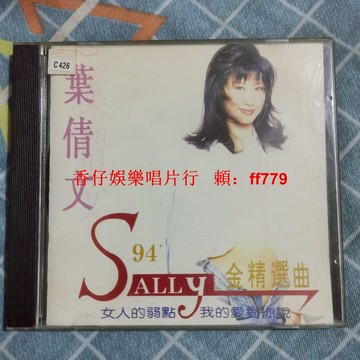 C426
葉倩文
香仔娛樂唱片行 賴：ff779
94'
SALLY 金精選曲
女人的弱點 我的愛對你說